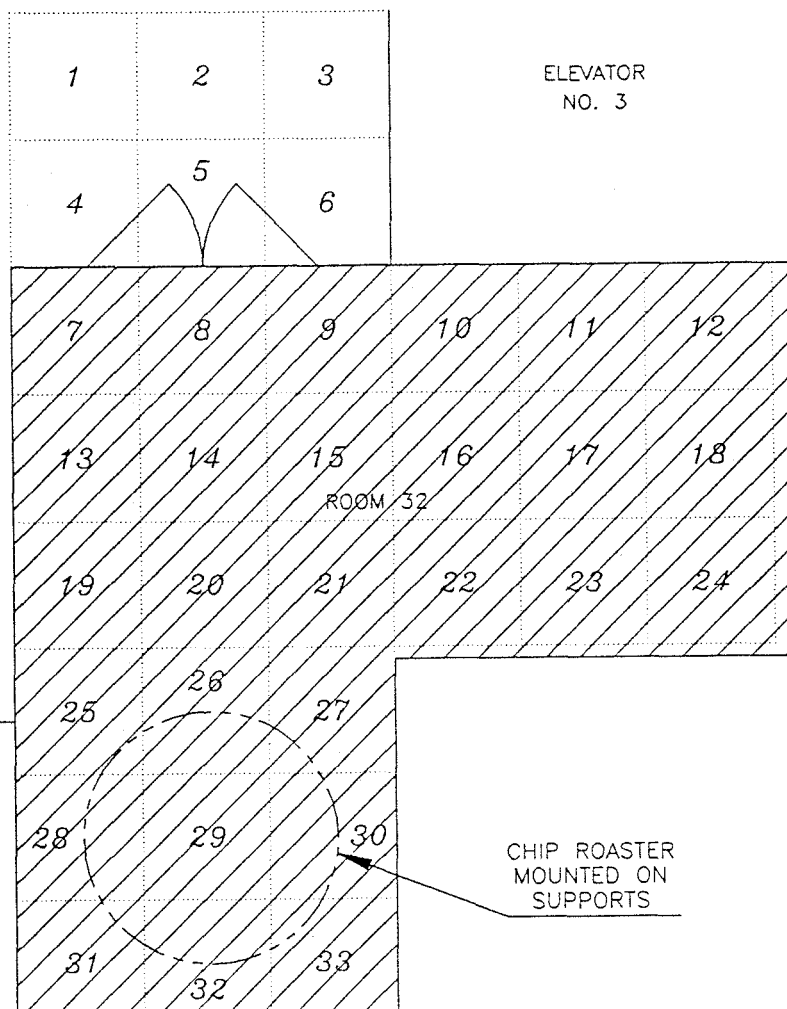 1 2 3
ELEVATOR
NO. 3
4 5 6
7 8 9 10 11 12
13 14 15 16 17 18
ROOM 32
19 20 21 22 23 24
25 26 27
28 29 30
CHIP ROASTER
MOUNTED ON
SUPPORTS
31 32 33